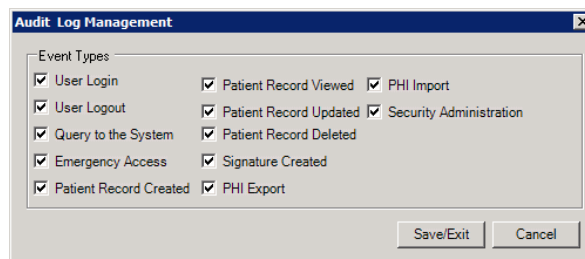 Audit Log Management
Event Types
User Login
User Logout
Query to the System
Emergency Access
Patient Record Created
Patient Record Viewed
Patient Record Updated
Patient Record Deleted
Signature Created
PHI Export
PHI Import
Security Administration
Save/Exit
Cancel